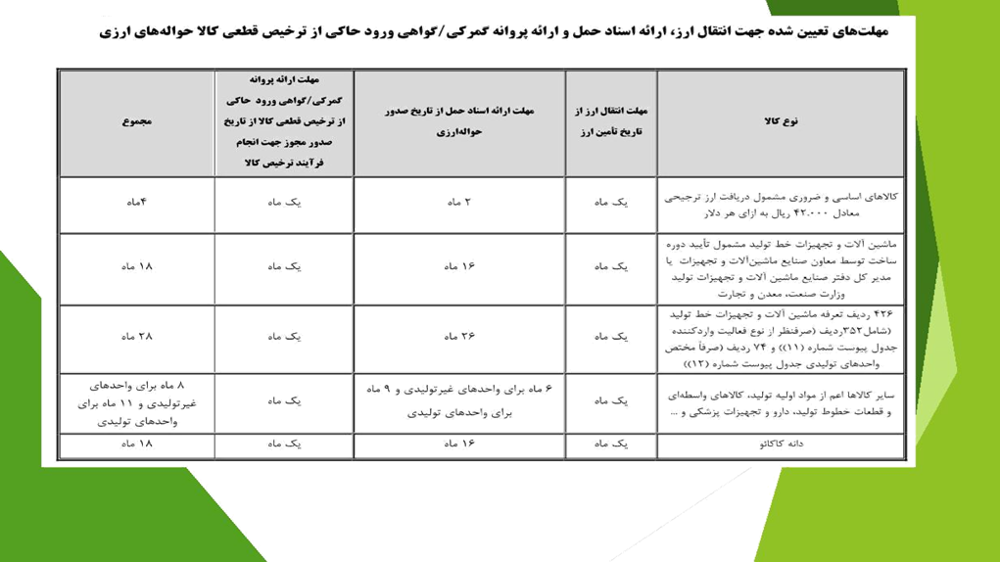 مهلت‌های تعیین شده جهت انتقال ارز، ارائه اسناد حمل و ارائه پروانه گمرکی/گواهی ورود حاکی از ترخیص قطعی کالا حواله‌های ارزی
نوع کالا
مهلت انتقال ارز از
تاریخ تأمین ارز
مهلت ارائه اسناد حمل از تاریخ صدور
حواله‌ارزی
مهلت ارائه پروانه
گمرکی/گواهی ورود حاکی
از ترخیص قطعی کالا از تاریخ
صدور مجوز جهت انجام
فرآیند ترخیص کالا
مجموع
کالاهای اساسی و ضروری مشمول دریافت ارز ترجیحی
معادل ۴۲.۰۰۰ ریال به ازای هر دلار
یک ماه
۲ ماه
یک ماه
۴ماه
ماشین آلات و تجهیزات خط تولید مشمول تأیید دوره
ساخت توسط معاون صنایع ماشین‌آلات و تجهیزات یا
مدیر کل دفتر صنایع ماشین آلات و تجهیزات تولید
وزارت صنعت، معدن و تجارت
یک ماه
۱۶ ماه
یک ماه
۱۸ ماه
۴۲۶ ردیف تعرفه ماشین آلات و تجهیزات خط تولید
(شامل۳۵۲ردیف (صرفنظر از نوع فعالیت واردکننده
جدول پیوست شماره (۱۱)) و ۷۴ ردیف (صرفاً مختص
واحدهای تولیدی جدول پیوست شماره (۱۲))
یک ماه
۲۶ ماه
یک ماه
۲۸ ماه
سایر کالاها اعم از مواد اولیه تولید، کالاهای واسطه‌ای
و قطعات خطوط تولید، دارو و تجهیزات پزشکی و ...
یک ماه
۶ ماه برای واحدهای غیرتولیدی و ۹ ماه
برای واحدهای تولیدی
یک ماه
۸ ماه برای واحدهای
غیرتولیدی و ۱۱ ماه برای
واحدهای تولیدی
دانه کاکائو
یک ماه
۱۶ ماه
یک ماه
۱۸ ماه